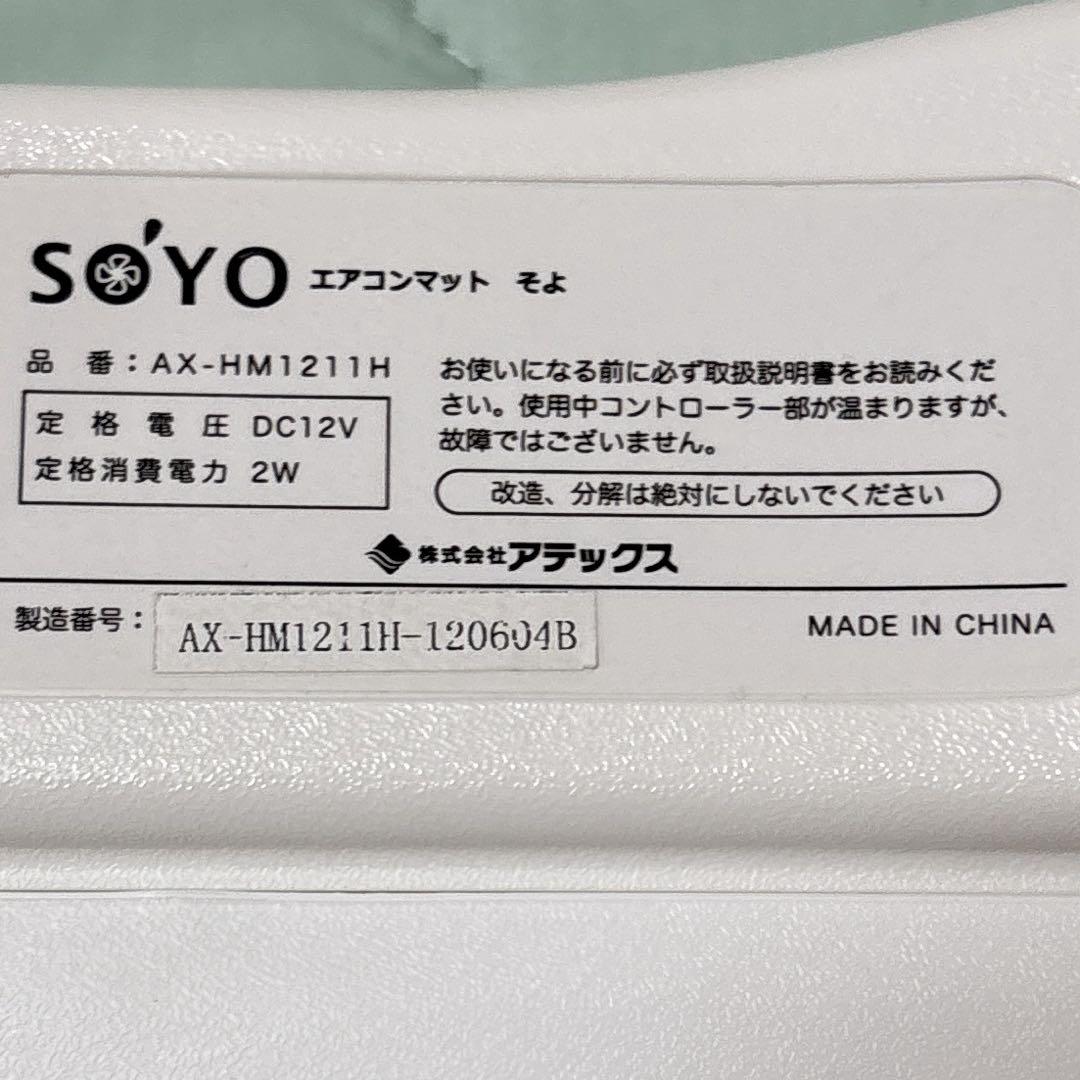 SO'YO エアコンマット そよ
品 番：AX-HM1211H
定格電圧 DC12V
定格消費電力 2W
お使いになる前に必ず取扱説明書をお読みくだ
さい。使用中コントローラー部が温まりますが、
故障ではございません。
改造、分解は絶対にしないでください
株式会社アテックス
製造番号：AX-HM1211H-120604B
MADE IN CHINA